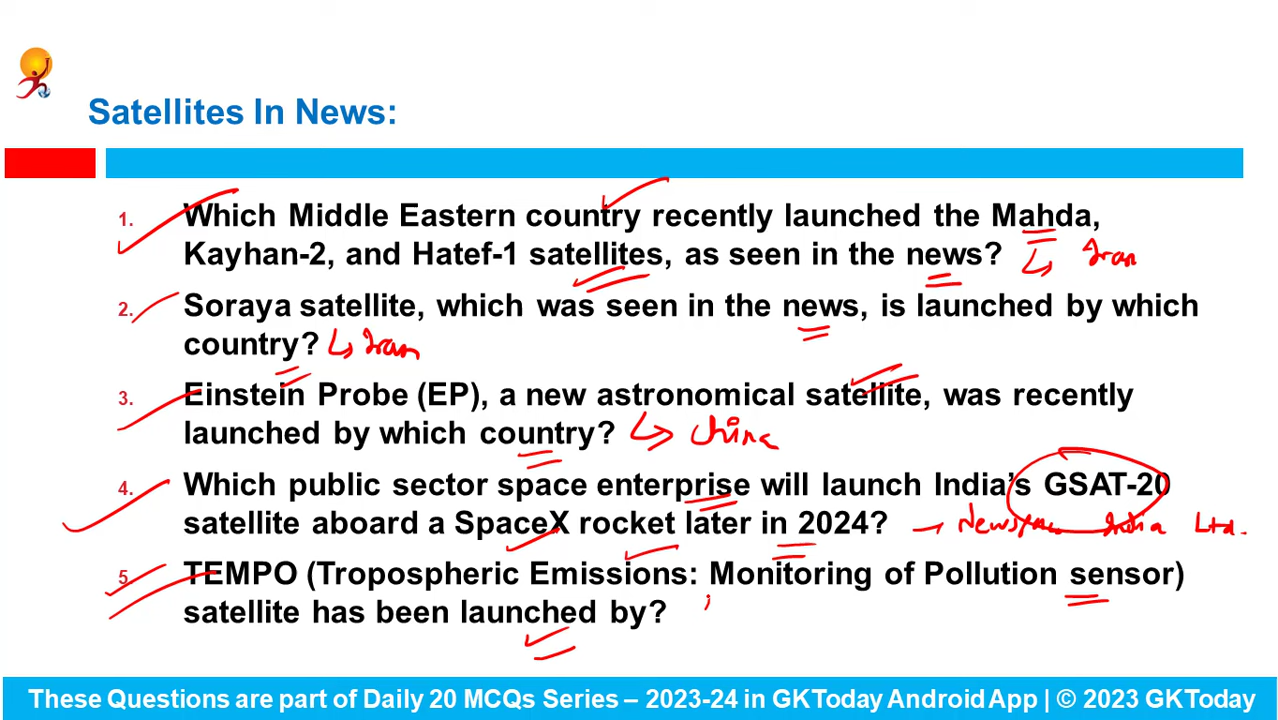 Satellites In News:
1. Which Middle Eastern country recently launched the Mahda,
Kayhan-2, and Hatef-1 satellites, as seen in the news? Iran
2. Soraya satellite, which was seen in the news, is launched by which
country? Iran
3. Einstein Probe (EP), a new astronomical satellite, was recently
launched by which country? China
4. Which public sector space enterprise will launch India's GSAT-20
satellite aboard a SpaceX rocket later in 2024? India Ltd.
5 TEMPO (Tropospheric Emissions: Monitoring of Pollution sensor)
satellite has been launched by?
These Questions are part of Daily 20 MCQs Series – 2023-24 in GKToday Android App | © 2023 GKToday